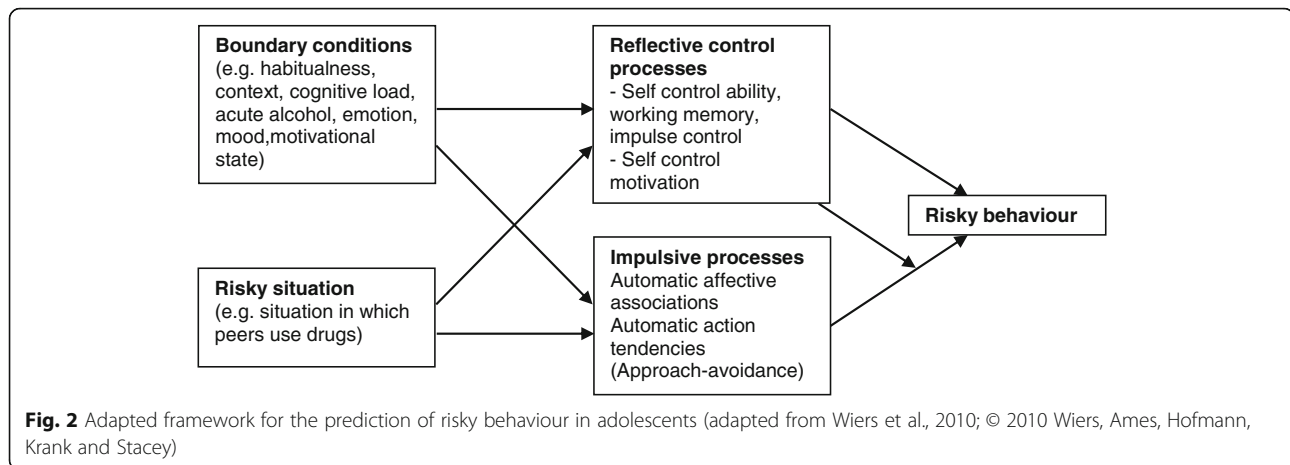 Boundary conditions
(e.g. habitualness,
context, cognitive load,
acute alcohol, emotion,
mood,motivational
state)
Reflective control
processes
- Self control ability,
working memory,
impulse control
- Self control
motivation
Risky behaviour
Risky situation
(e.g. situation in which
peers use drugs)
Impulsive processes
Automatic affective
associations
Automatic action
tendencies
(Approach-avoidance)
Fig. 2 Adapted framework for the prediction of risky behaviour in adolescents (adapted from Wiers et al., 2010; © 2010 Wiers, Ames, Hofmann,
Krank and Stacey)